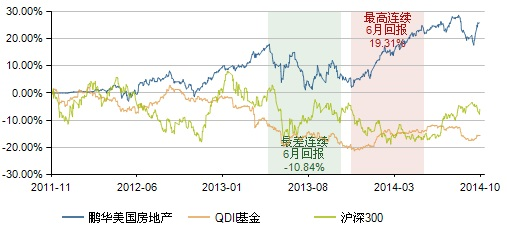 30.00%
20.00%
10.00%
0.00%
-10.00%
-20.00%
-30.00%
最高连续
6月回报
19.31%
最差连续
6月回报
-10.84%
2011-11
2012-06
2013-01
2013-08
2014-03
2014-10
鹏华美国房地产
QDI基金
沪深300